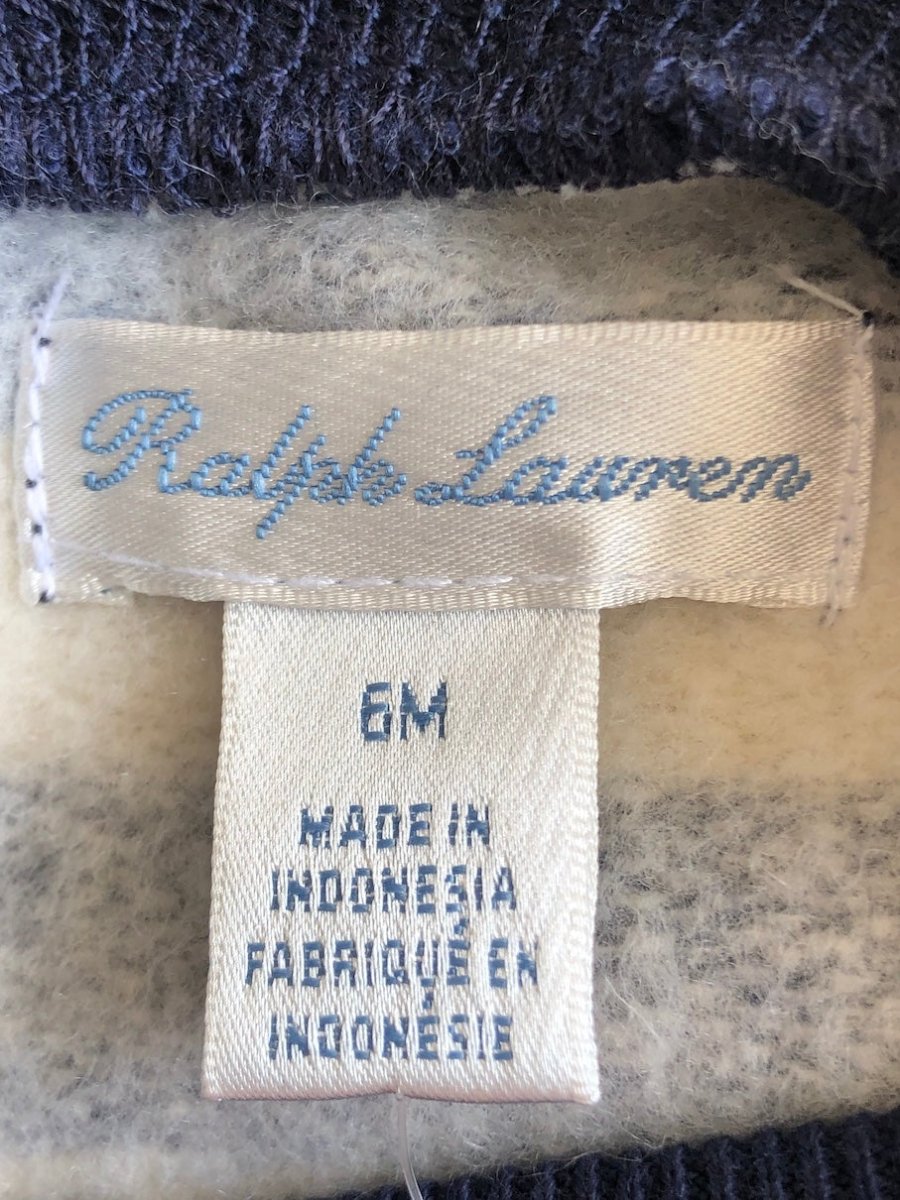 Ralph Lauren
6M
MADE IN
INDONESIA
FABRIQUÉ EN
INDONÉSIE